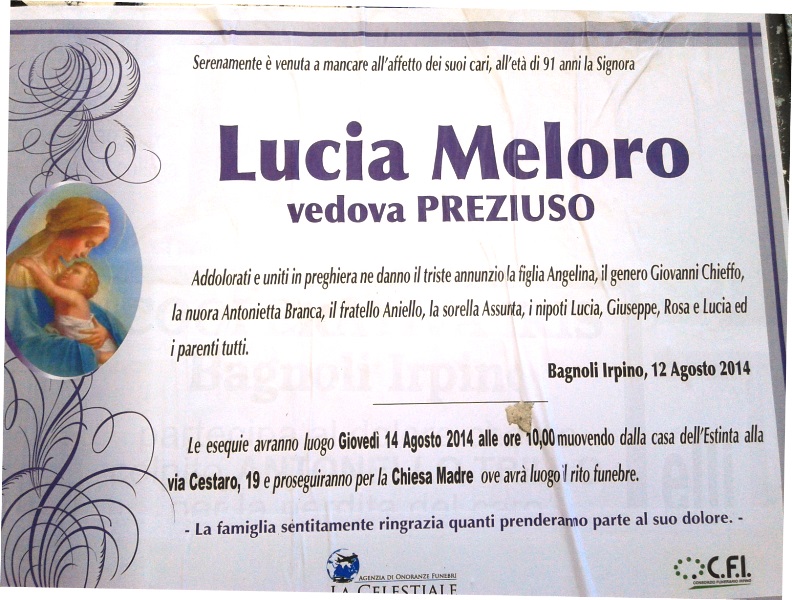 Serenamente è venuta a mancare all'affetto dei suoi cari, all'età di 91 anni la Signora
Lucia Meloro
vedova PREZIUSO
Addolorati e uniti in preghiera ne danno il triste annunzio la figlia Angelina, il genero Giovanni Chieffo,
la nuora Antonietta Branca, il fratello Aniello, la sorella Assunta, i nipoti Lucia, Giuseppe, Rosa e Lucia ed
i parenti tutti.
Bagnoli Irpino, 12 Agosto 2014
Le esequie avranno luogo Giovedì 14 Agosto 2014 alle ore 10,00 muovendo dalla casa dell'Estinta alla
via Cestaro, 19 e proseguiranno per la Chiesa Madre ove avrà luogo il rito funebre.
- La famiglia sentitamente ringrazia quanti prenderamo parte al suo dolore. -
AGENZIA DI ONORANZE FUNEBRI
LA CELESTIALE
C.F.I.
CONSORZIO FUNERARIO IRPINO